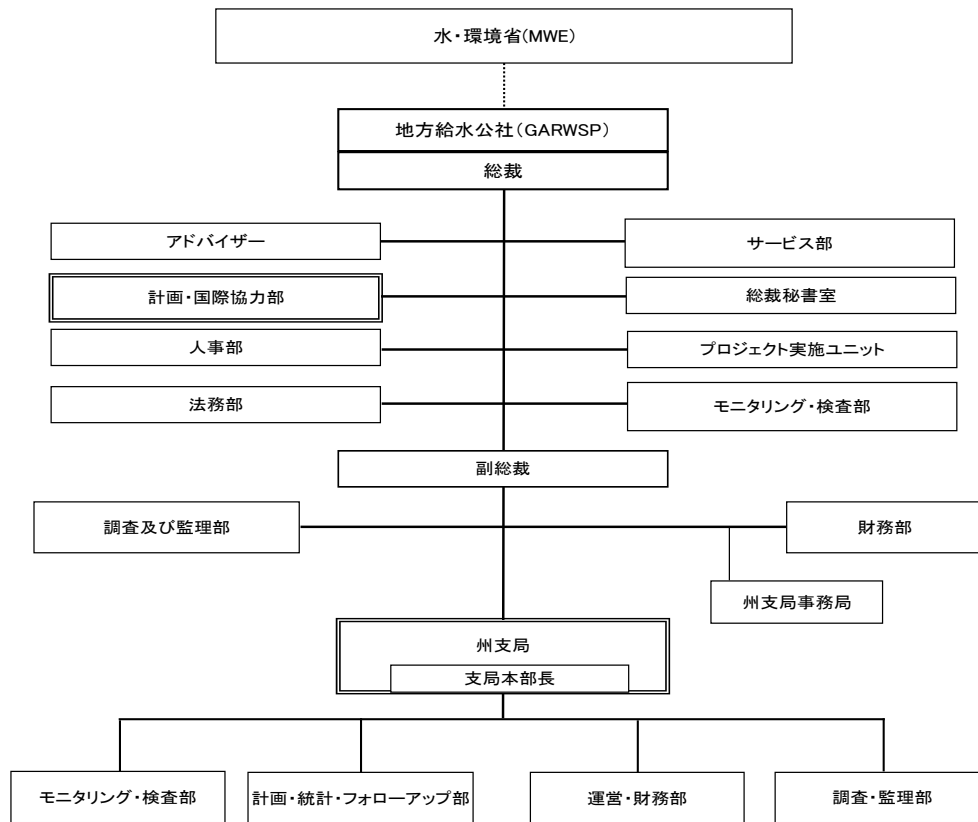 水・環境省(MWE)
地方給水公社(GARWSP)
総裁
アドバイザー
サービス部
計画・国際協力部
総裁秘書室
人事部
プロジェクト実施ユニット
法務部
モニタリング・検査部
副総裁
調査及び監理部
財務部
州支局事務局
州支局
支局本部長
モニタリング・検査部
計画・統計・フォローアップ部
運営・財務部
調査・監理部